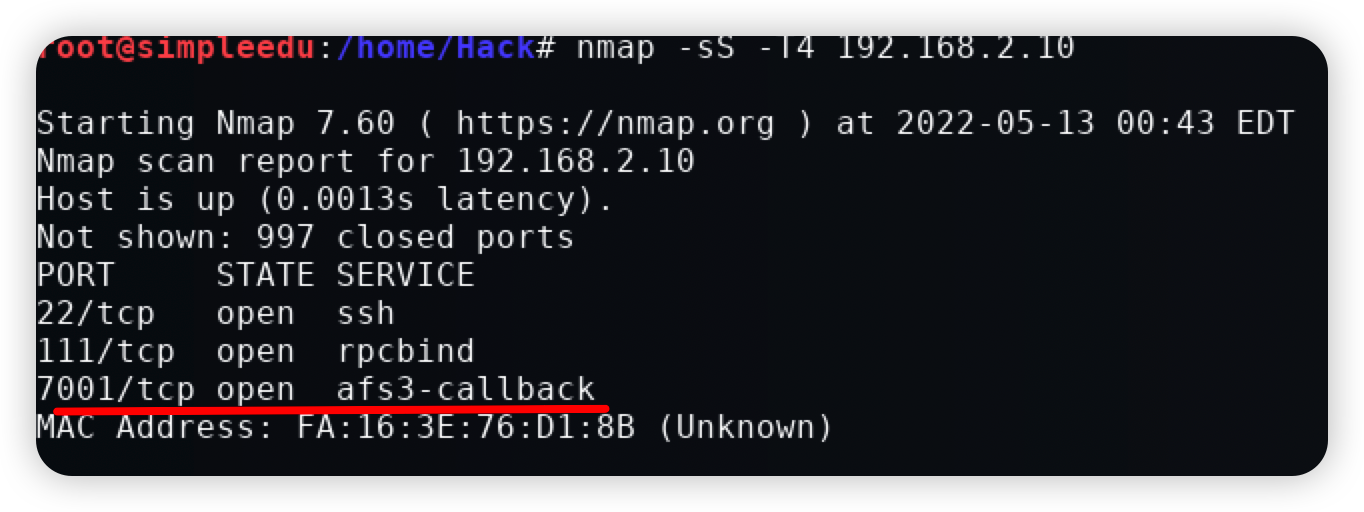 root@simpleedu:/home/Hack# nmap -sS -T4 192.168.2.10
Starting Nmap 7.60 ( https://nmap.org ) at 2022-05-13 00:43 EDT
Nmap scan report for 192.168.2.10
Host is up (0.0013s latency).
Not shown: 997 closed ports
PORT     STATE SERVICE
22/tcp   open  ssh
111/tcp  open  rpcbind
7001/tcp open  afs3-callback
MAC Address: FA:16:3E:76:D1:8B (Unknown)